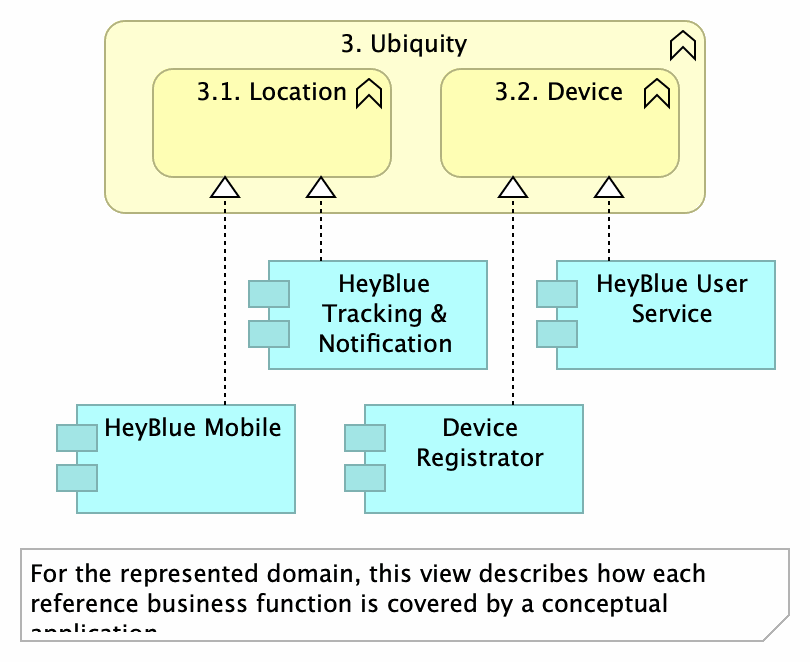 3. Ubiquity
3.1. Location
3.2. Device
HeyBlue
Tracking &
Notification
HeyBlue User
Service
HeyBlue Mobile
Device
Registrator
For the represented domain, this view describes how each
reference business function is covered by a conceptual
application.